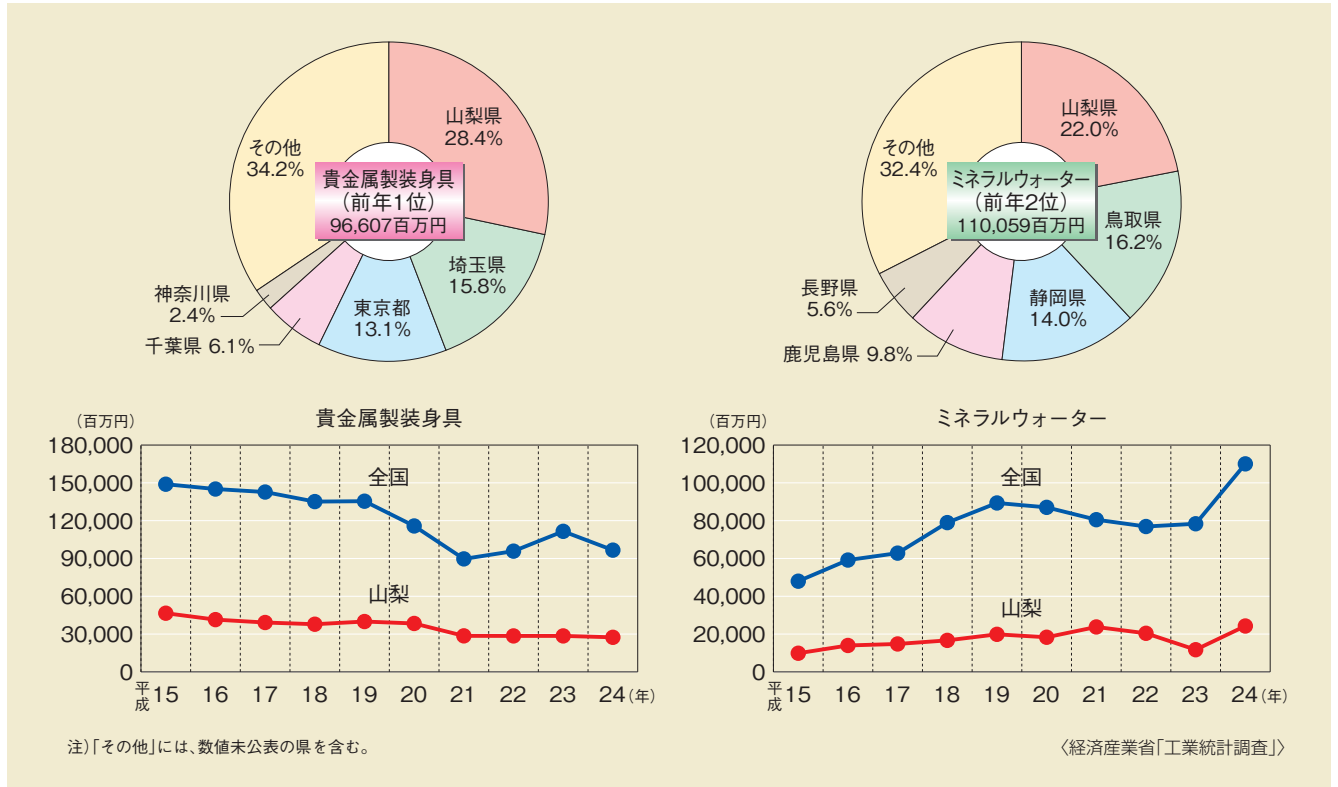 山梨県
28.4%
埼玉県
15.8%
東京都
13.1%
千葉県 6.1%
神奈川県
2.4%
その他
34.2%
貴金属製装身具
(前年1位)
96,607百万円
山梨県
22.0%
鳥取県
16.2%
静岡県
14.0%
鹿児島県 9.8%
長野県
5.6%
その他
32.4%
ミネラルウォーター
(前年2位)
110,059百万円
貴金属製装身具
(百万円)
180,000
150,000
120,000
90,000
60,000
30,000
0
全国
山梨
平成15 16 17 18 19 20 21 22 23 24(年)
ミネラルウォーター
(百万円)
120,000
100,000
80,000
60,000
40,000
20,000
0
全国
山梨
平成15 16 17 18 19 20 21 22 23 24(年)
注)「その他」には、数値未公表の県を含む。
〈経済産業省「工業統計調査」〉